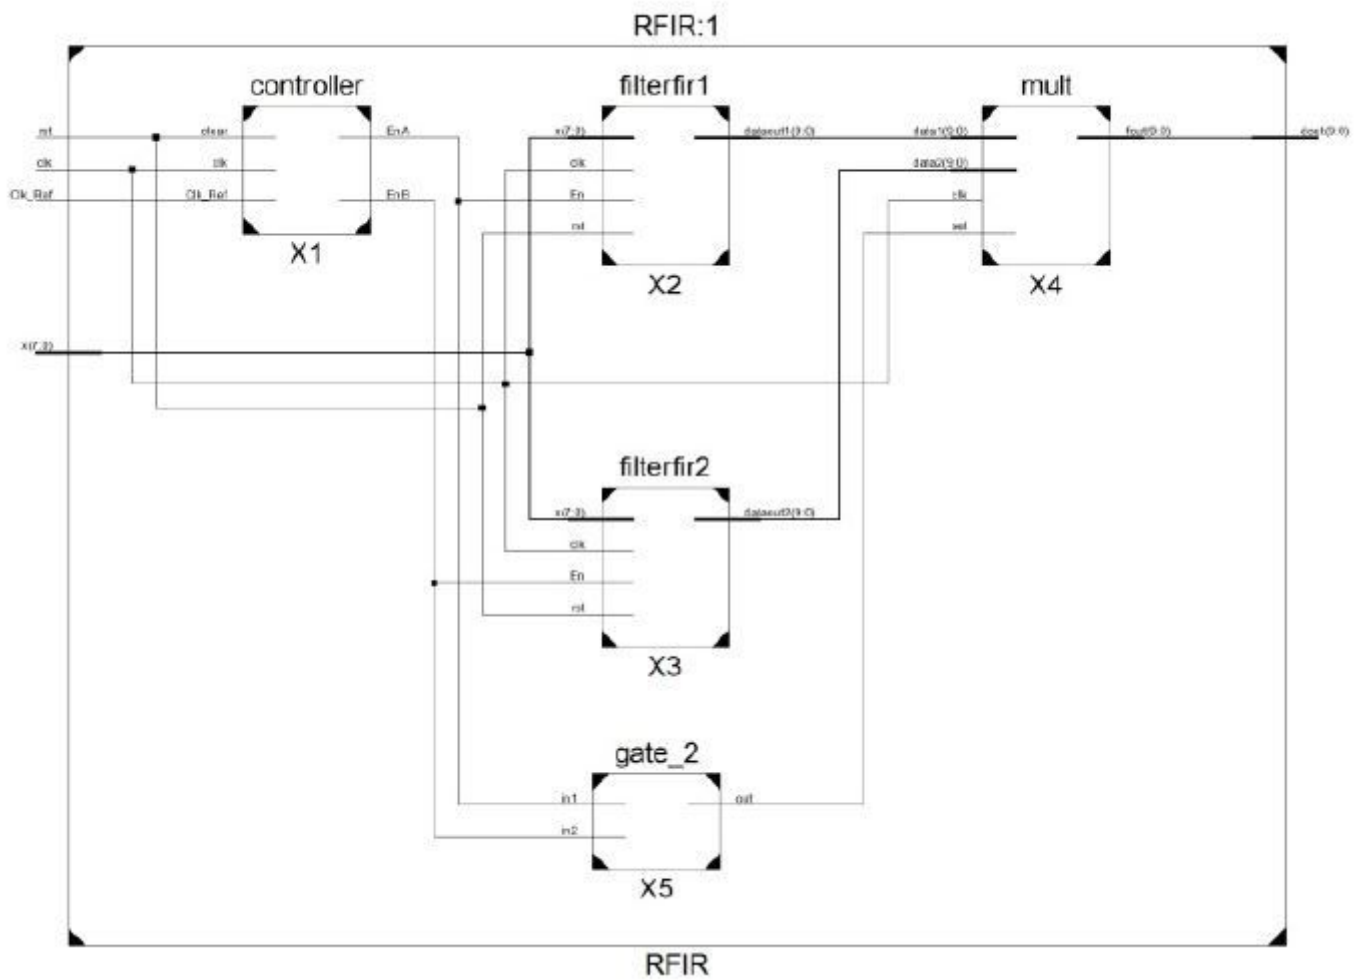 RFIR:1
controller
filterfir1
mult
rst
clear
EnA
x(7:0)
dataout1(9:0)
data1(9:0)
fout(9:0)
dout(9:0)
clk
clk
clk
data2(9:0)
Clk_Ref
Clk_Ref
EnB
En
clk
rst
sel
X1
X2
X4
x(7:0)
filterfir2
x(7:0)
dataout2(9:0)
clk
En
rst
X3
gate_2
in1
out
in2
X5
RFIR